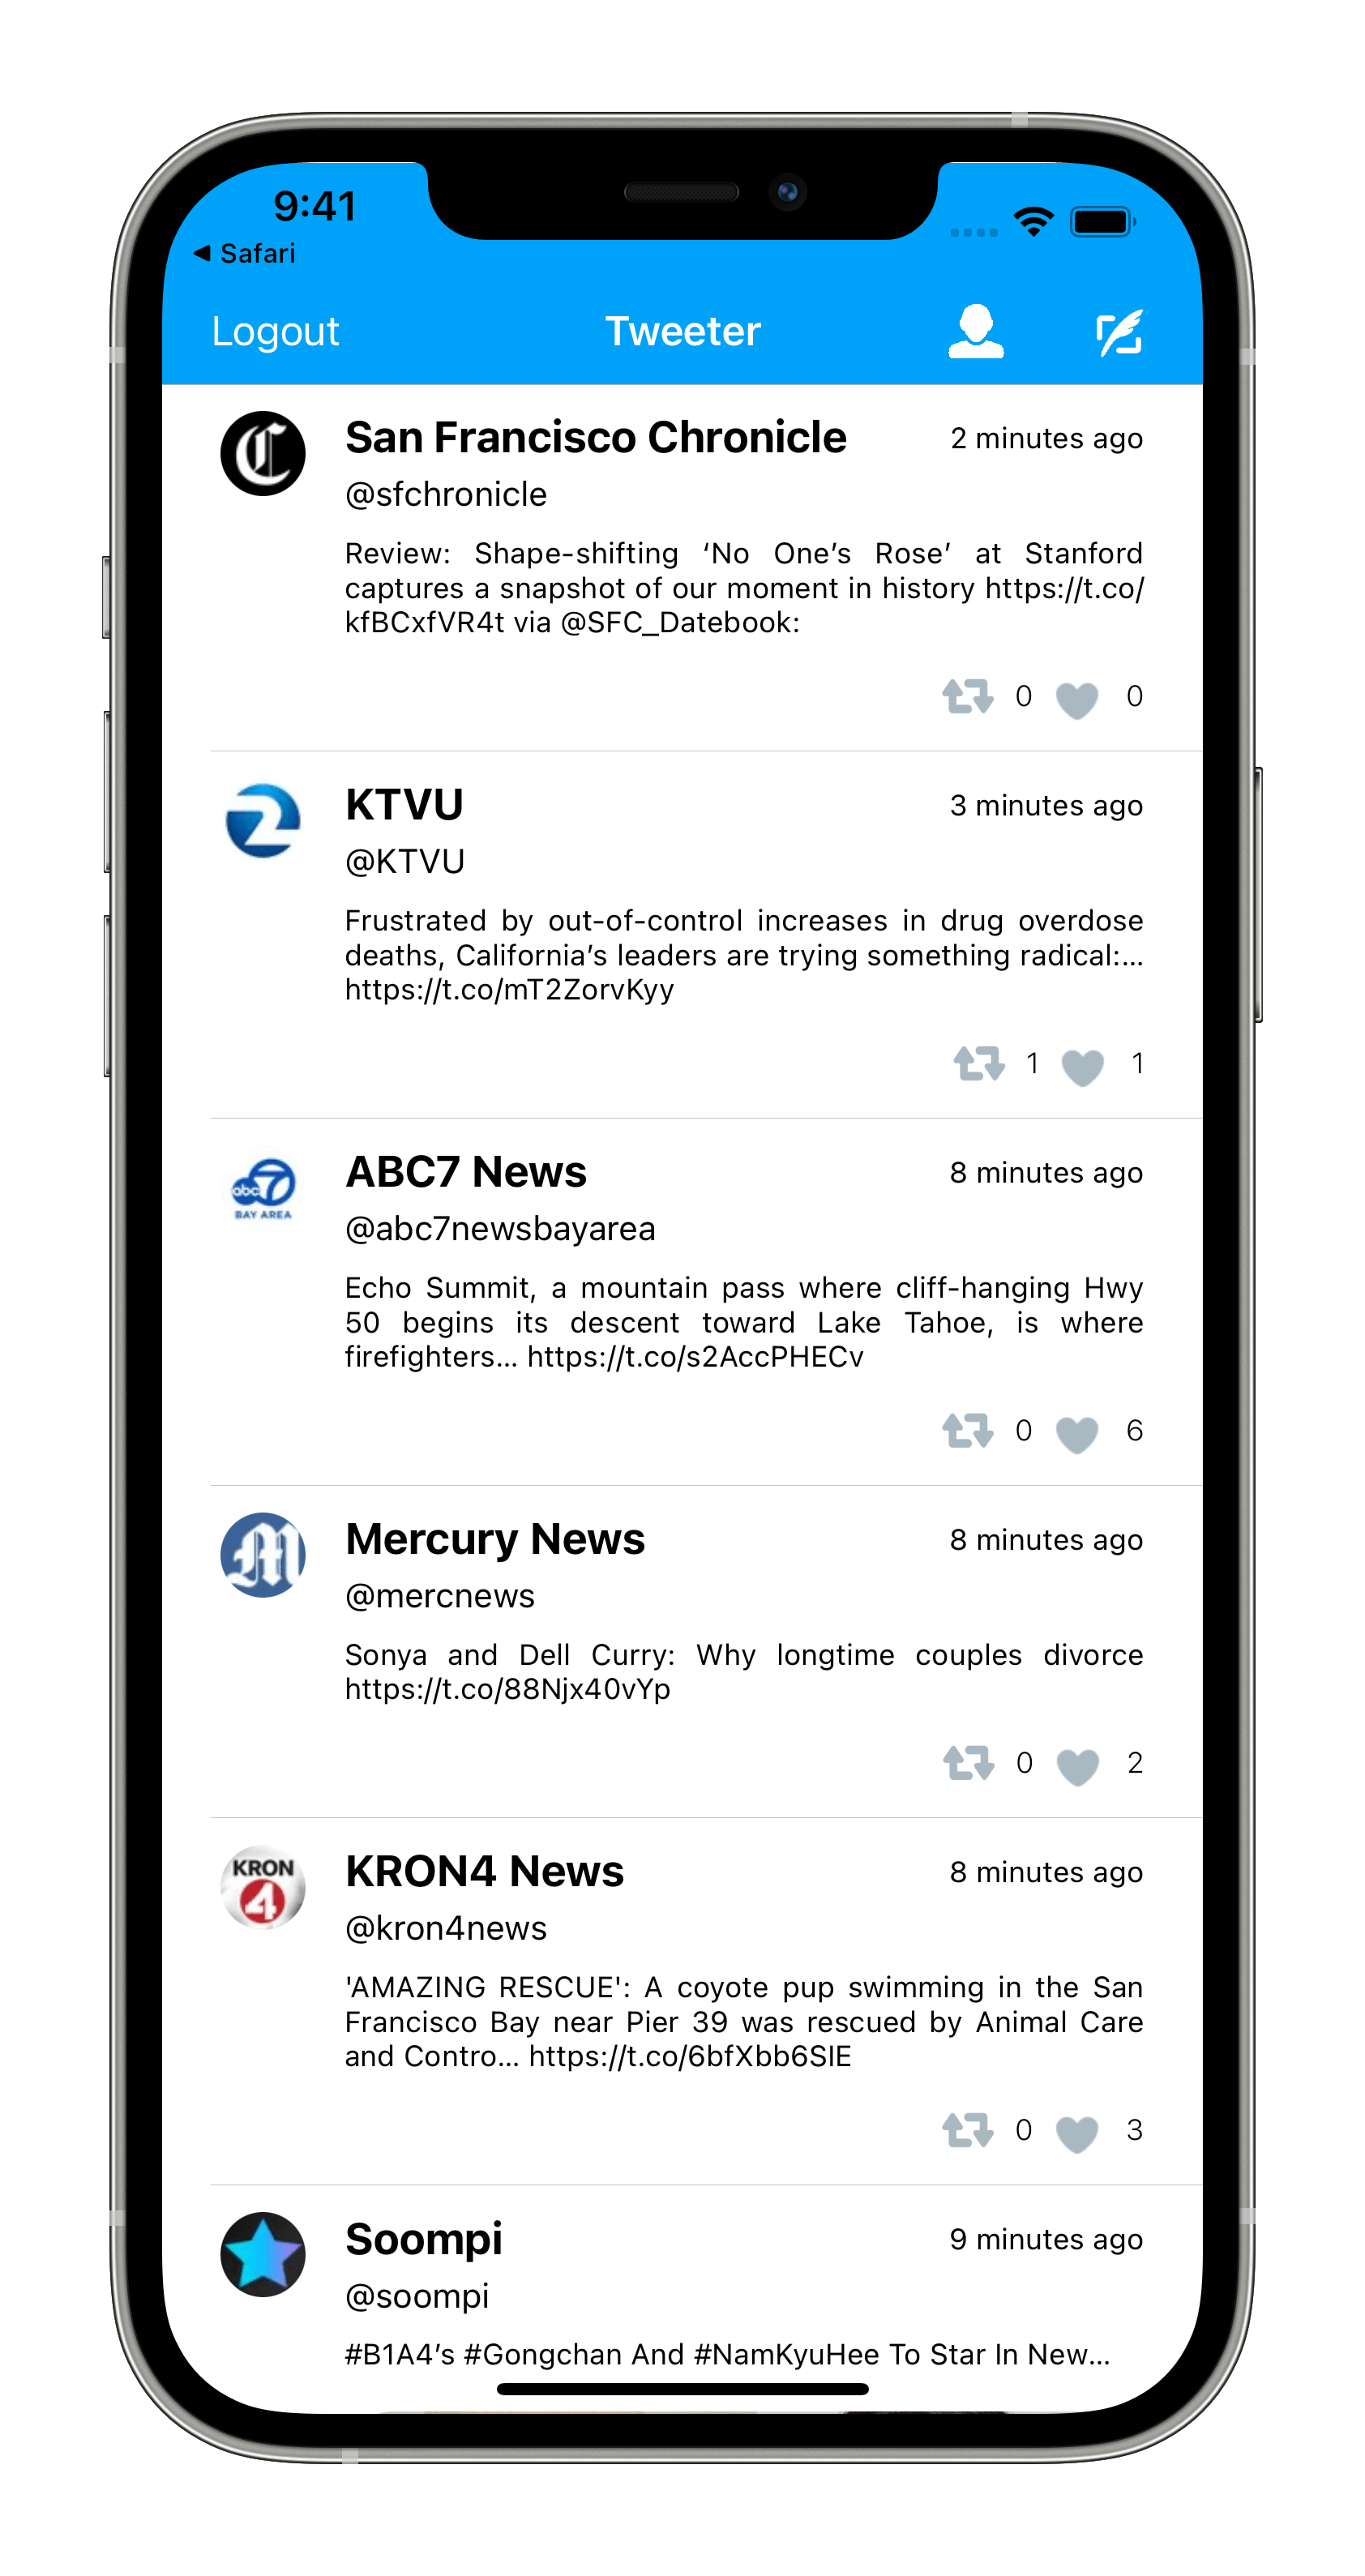 9:41
◀ Safari
Logout Tweeter
San Francisco Chronicle 2 minutes ago
@sfchronicle
Review: Shape-shifting ‘No One’s Rose’ at Stanford
captures a snapshot of our moment in history https://t.co/
kfBCxfVR4t via @SFC_Datebook:
0 0
KTVU 3 minutes ago
@KTVU
Frustrated by out-of-control increases in drug overdose
deaths, California’s leaders are trying something radical:...
https://t.co/mT2ZorvKyy
1 1
abc7
BAY AREA
ABC7 News 8 minutes ago
@abc7newsbayarea
Echo Summit, a mountain pass where cliff-hanging Hwy
50 begins its descent toward Lake Tahoe, is where
firefighters... https://t.co/s2AccPHECv
0 6
Mercury News 8 minutes ago
@mercnews
Sonya and Dell Curry: Why longtime couples divorce
https://t.co/88Njx40vYp
0 2
KRON
4
KRON4 News 8 minutes ago
@kron4news
'AMAZING RESCUE': A coyote pup swimming in the San
Francisco Bay near Pier 39 was rescued by Animal Care
and Contro... https://t.co/6bfXbb6SIE
0 3
Soompi 9 minutes ago
@soompi
#B1A4’s #Gongchan And #NamKyuHee To Star In New...